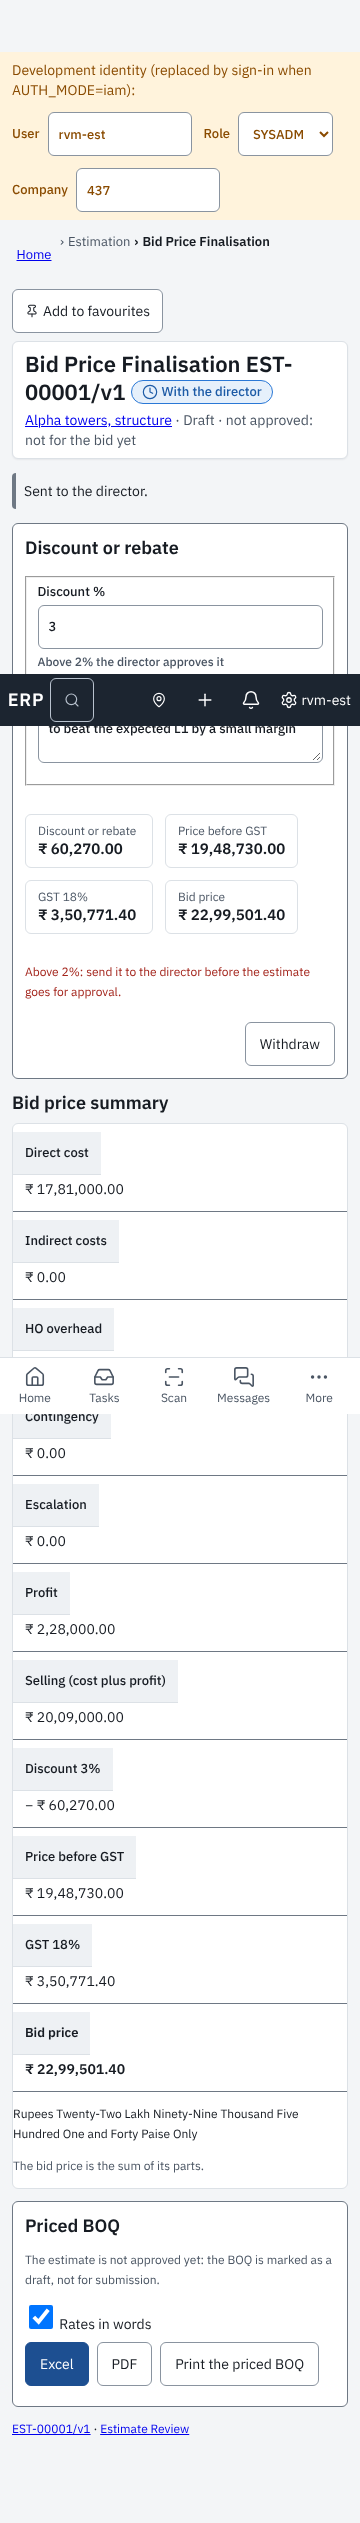 Development identity (replaced by sign-in when
AUTH_MODE=iam):
User rvm-est Role SYSADM
Company 437
Home › Estimation › Bid Price Finalisation
Add to favourites
Bid Price Finalisation EST-
00001/v1 With the director
Alpha towers, structure · Draft · not approved:
not for the bid yet
Sent to the director.
Discount or rebate
Discount %
3
Above 2% the director approves it
ERP rvm-est
to beat the expected L1 by a small margin
Discount or rebate
₹ 60,270.00
Price before GST
₹ 19,48,730.00
GST 18%
₹ 3,50,771.40
Bid price
₹ 22,99,501.40
Above 2%: send it to the director before the estimate
goes for approval.
Withdraw
Bid price summary
Direct cost
₹ 17,81,000.00
Indirect costs
₹ 0.00
HO overhead
Home Tasks Scan Messages More
Contingency
₹ 0.00
Escalation
₹ 0.00
Profit
₹ 2,28,000.00
Selling (cost plus profit)
₹ 20,09,000.00
Discount 3%
− ₹ 60,270.00
Price before GST
₹ 19,48,730.00
GST 18%
₹ 3,50,771.40
Bid price
₹ 22,99,501.40
Rupees Twenty-Two Lakh Ninety-Nine Thousand Five
Hundred One and Forty Paise Only
The bid price is the sum of its parts.
Priced BOQ
The estimate is not approved yet: the BOQ is marked as a
draft, not for submission.
Rates in words
Excel PDF Print the priced BOQ
EST-00001/v1 · Estimate Review